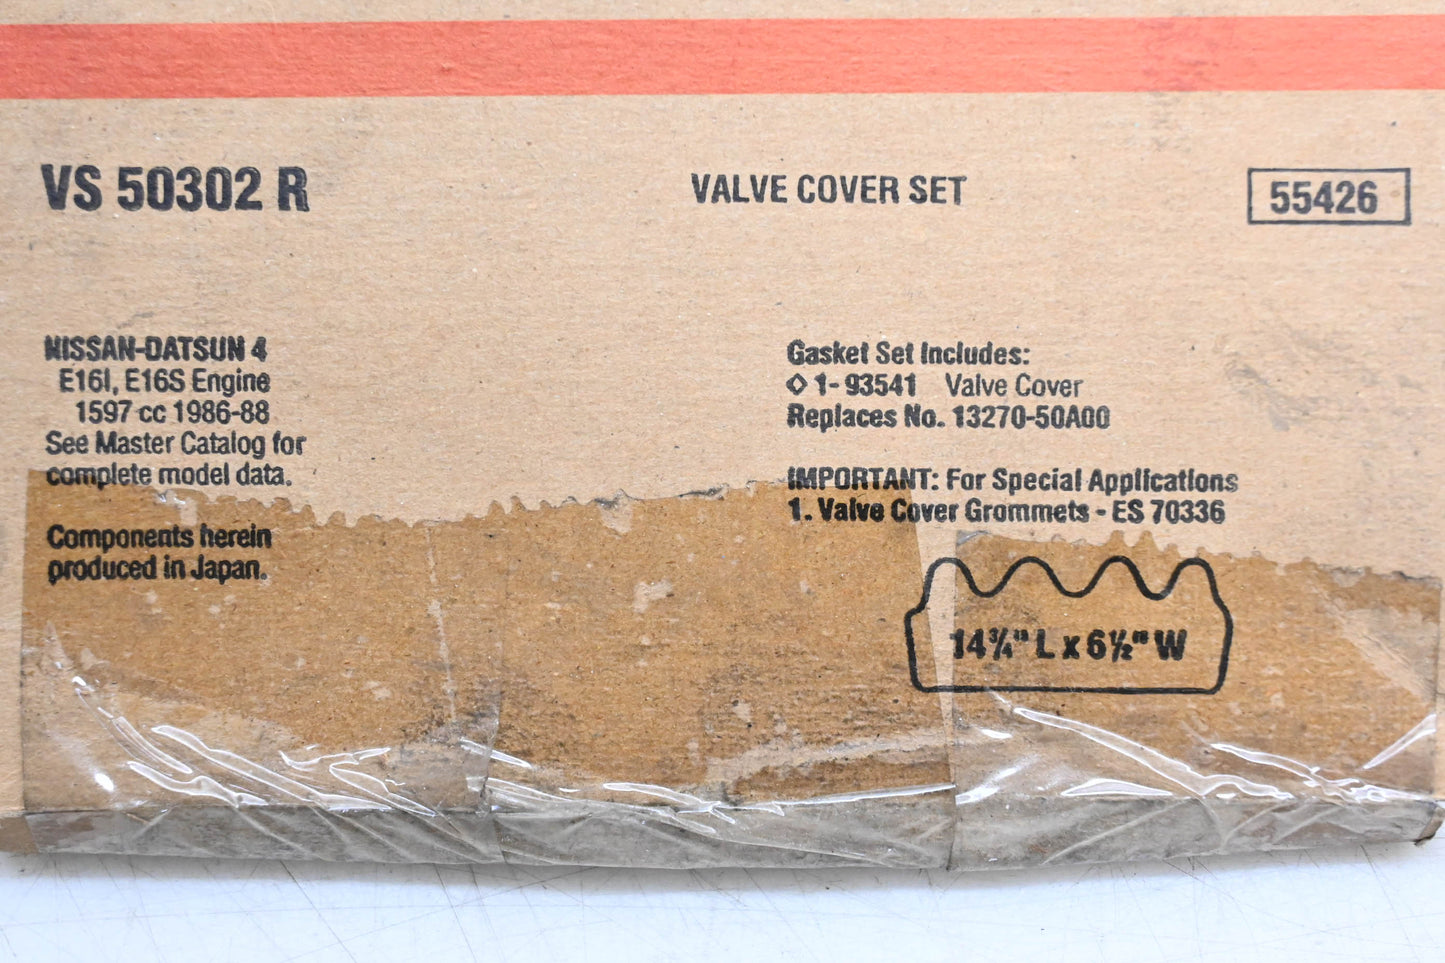 VS 50302 R
VALVE COVER SET
55426
NISSAN-DATSUN 4
E16I, E16S Engine
1597 cc 1986-88
See Master Catalog for
complete model data.
Components herein
produced in Japan.
Gasket Set Includes:
◇ 1- 93541 Valve Cover
Replaces No. 13270-50A00
IMPORTANT: For Special Applications
1. Valve Cover Grommets - ES 70336
14¾" L x 6½" W